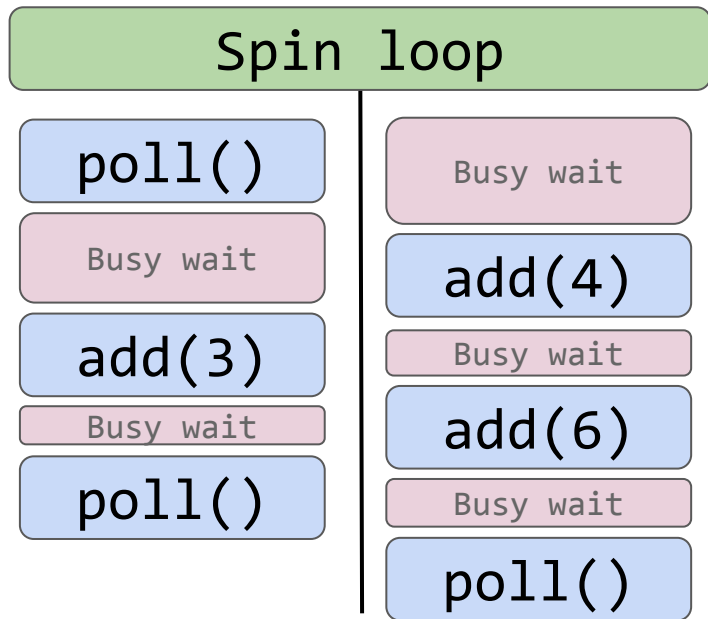 Spin loop
poll()
Busy wait
add(3)
Busy wait
poll()
Busy wait
add(4)
Busy wait
add(6)
Busy wait
poll()